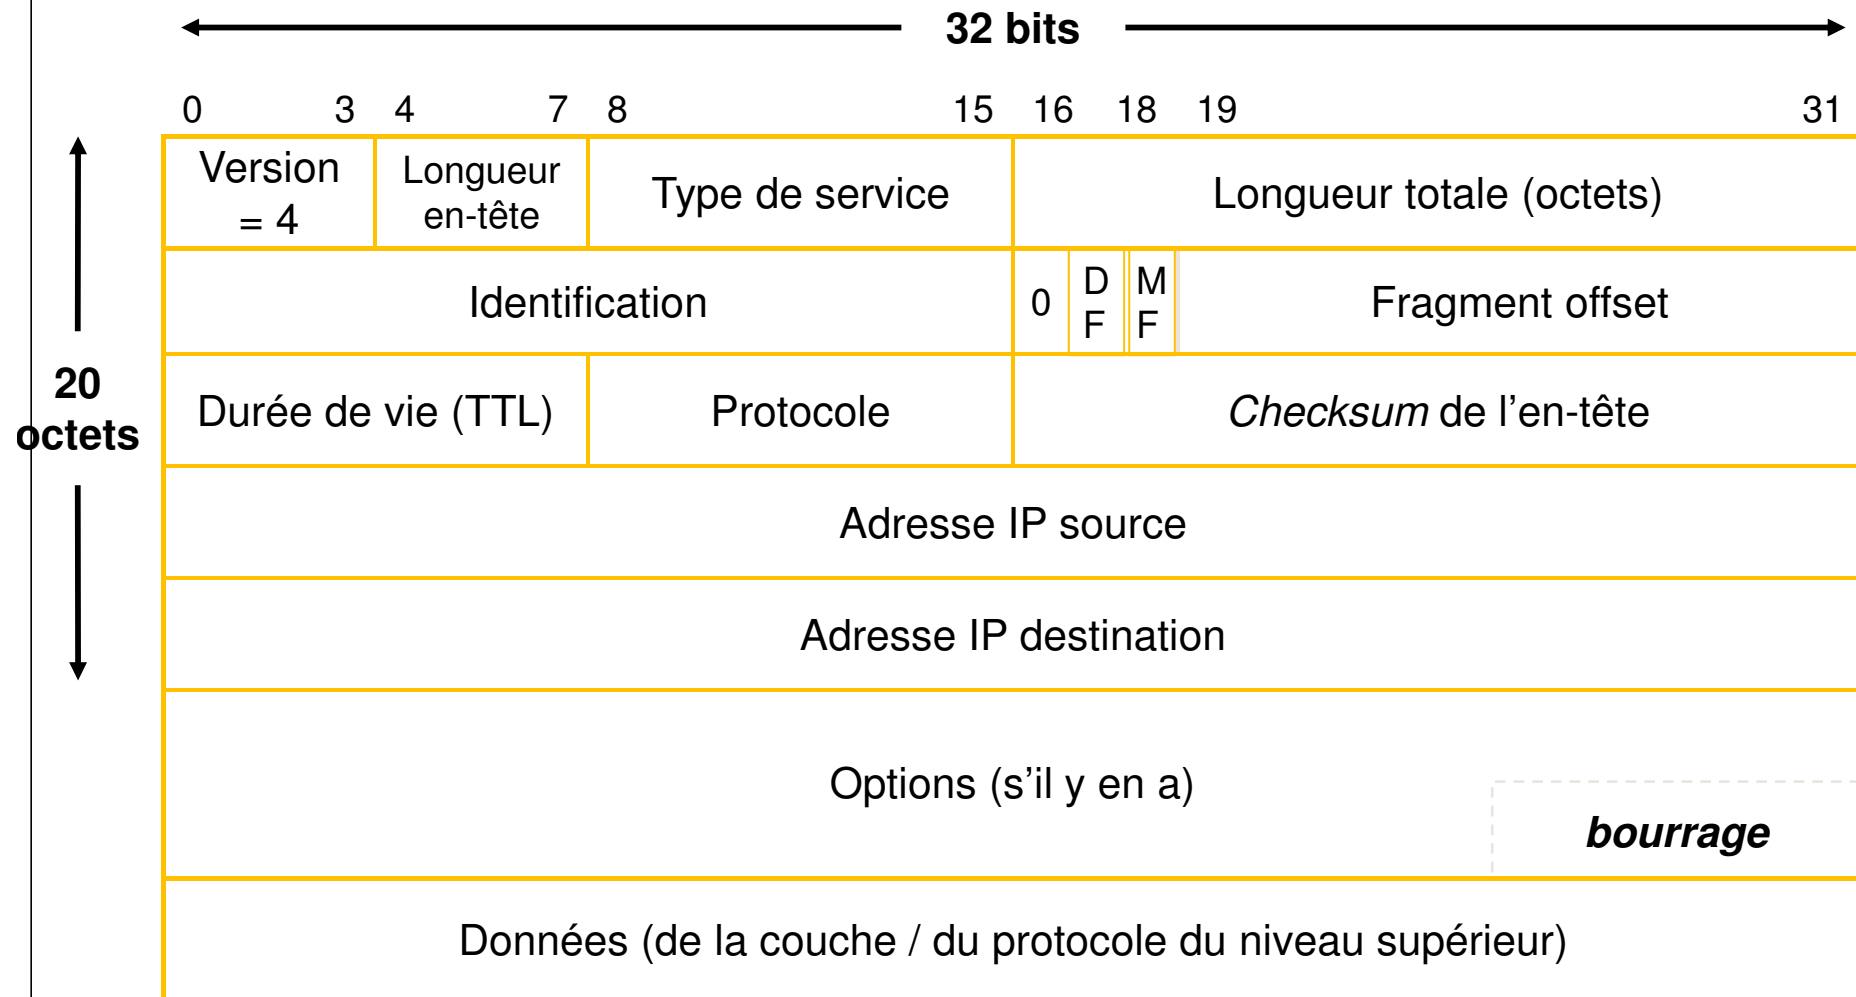 32 bits
0 3 4 7 8 15 16 18 19 31
Version
= 4
Longueur
en-tête
Type de service
Longueur totale (octets)
Identification
0
D
F
M
F
Fragment offset
20
octets
Durée de vie (TTL)
Protocole
Checksum de l’en-tête
Adresse IP source
Adresse IP destination
Options (s’il y en a)
bourrage
Données (de la couche / du protocole du niveau supérieur)